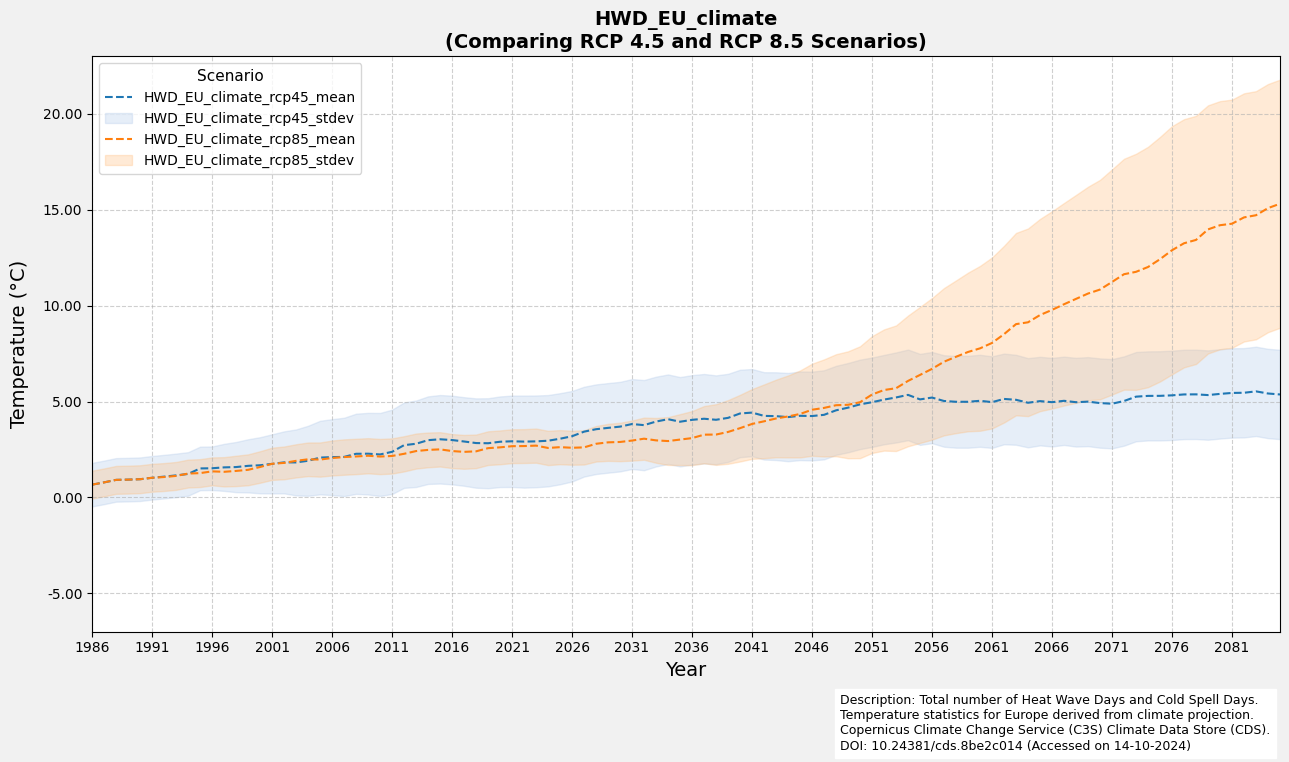 HWD_EU_climate
(Comparing RCP 4.5 and RCP 8.5 Scenarios)
Scenario
HWD_EU_climate_rcp45_mean
HWD_EU_climate_rcp45_stdev
HWD_EU_climate_rcp85_mean
HWD_EU_climate_rcp85_stdev
Temperature (°C)
20.00
15.00
10.00
5.00
0.00
-5.00
1986 1991 1996 2001 2006 2011 2016 2021 2026 2031 2036 2041 2046 2051 2056 2061 2066 2071 2076 2081
Year
Description: Total number of Heat Wave Days and Cold Spell Days.
Temperature statistics for Europe derived from climate projection.
Copernicus Climate Change Service (C3S) Climate Data Store (CDS).
DOI: 10.24381/cds.8be2c014 (Accessed on 14-10-2024)